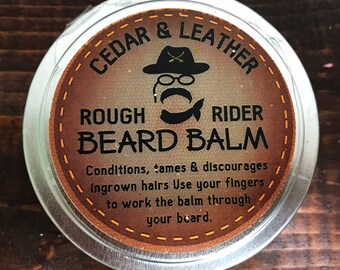 CEDAR & LEATHER
ROUGH RIDER
BEARD BALM
Conditions, tames & discourages
ingrown hairs Use your fingers
to work the balm through
your beard.